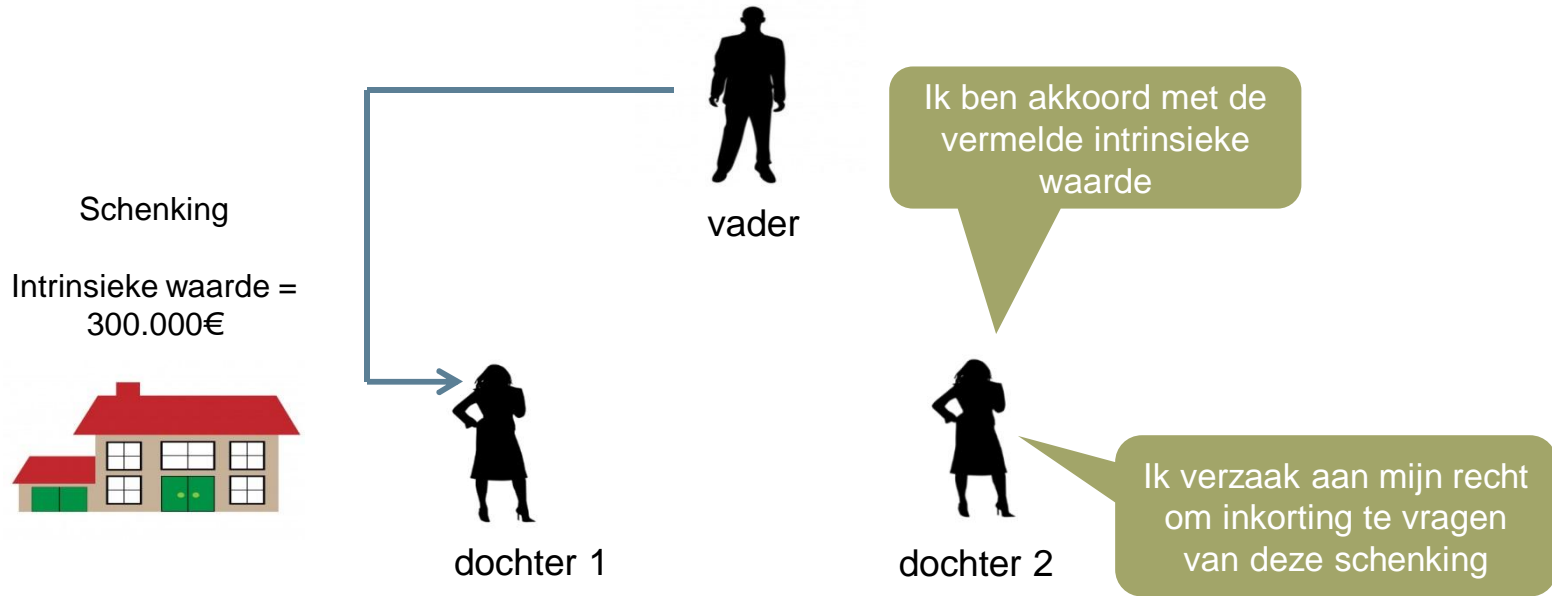 Ik ben akkoord met de
vermelde intrinsieke
waarde
vader
Schenking
Intrinsieke waarde =
300.000€
dochter 1
dochter 2
Ik verzaak aan mijn recht
om inkorting te vragen
van deze schenking